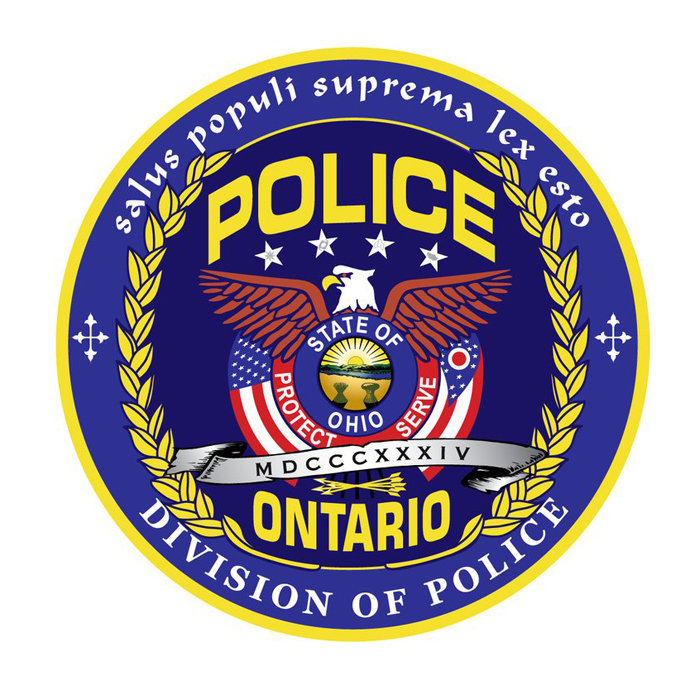 salus populi suprema lex esto
POLICE
STATE OF
OHIO
PROTECT
SERVE
MDCCCXXXIV
ONTARIO
DIVISION OF POLICE